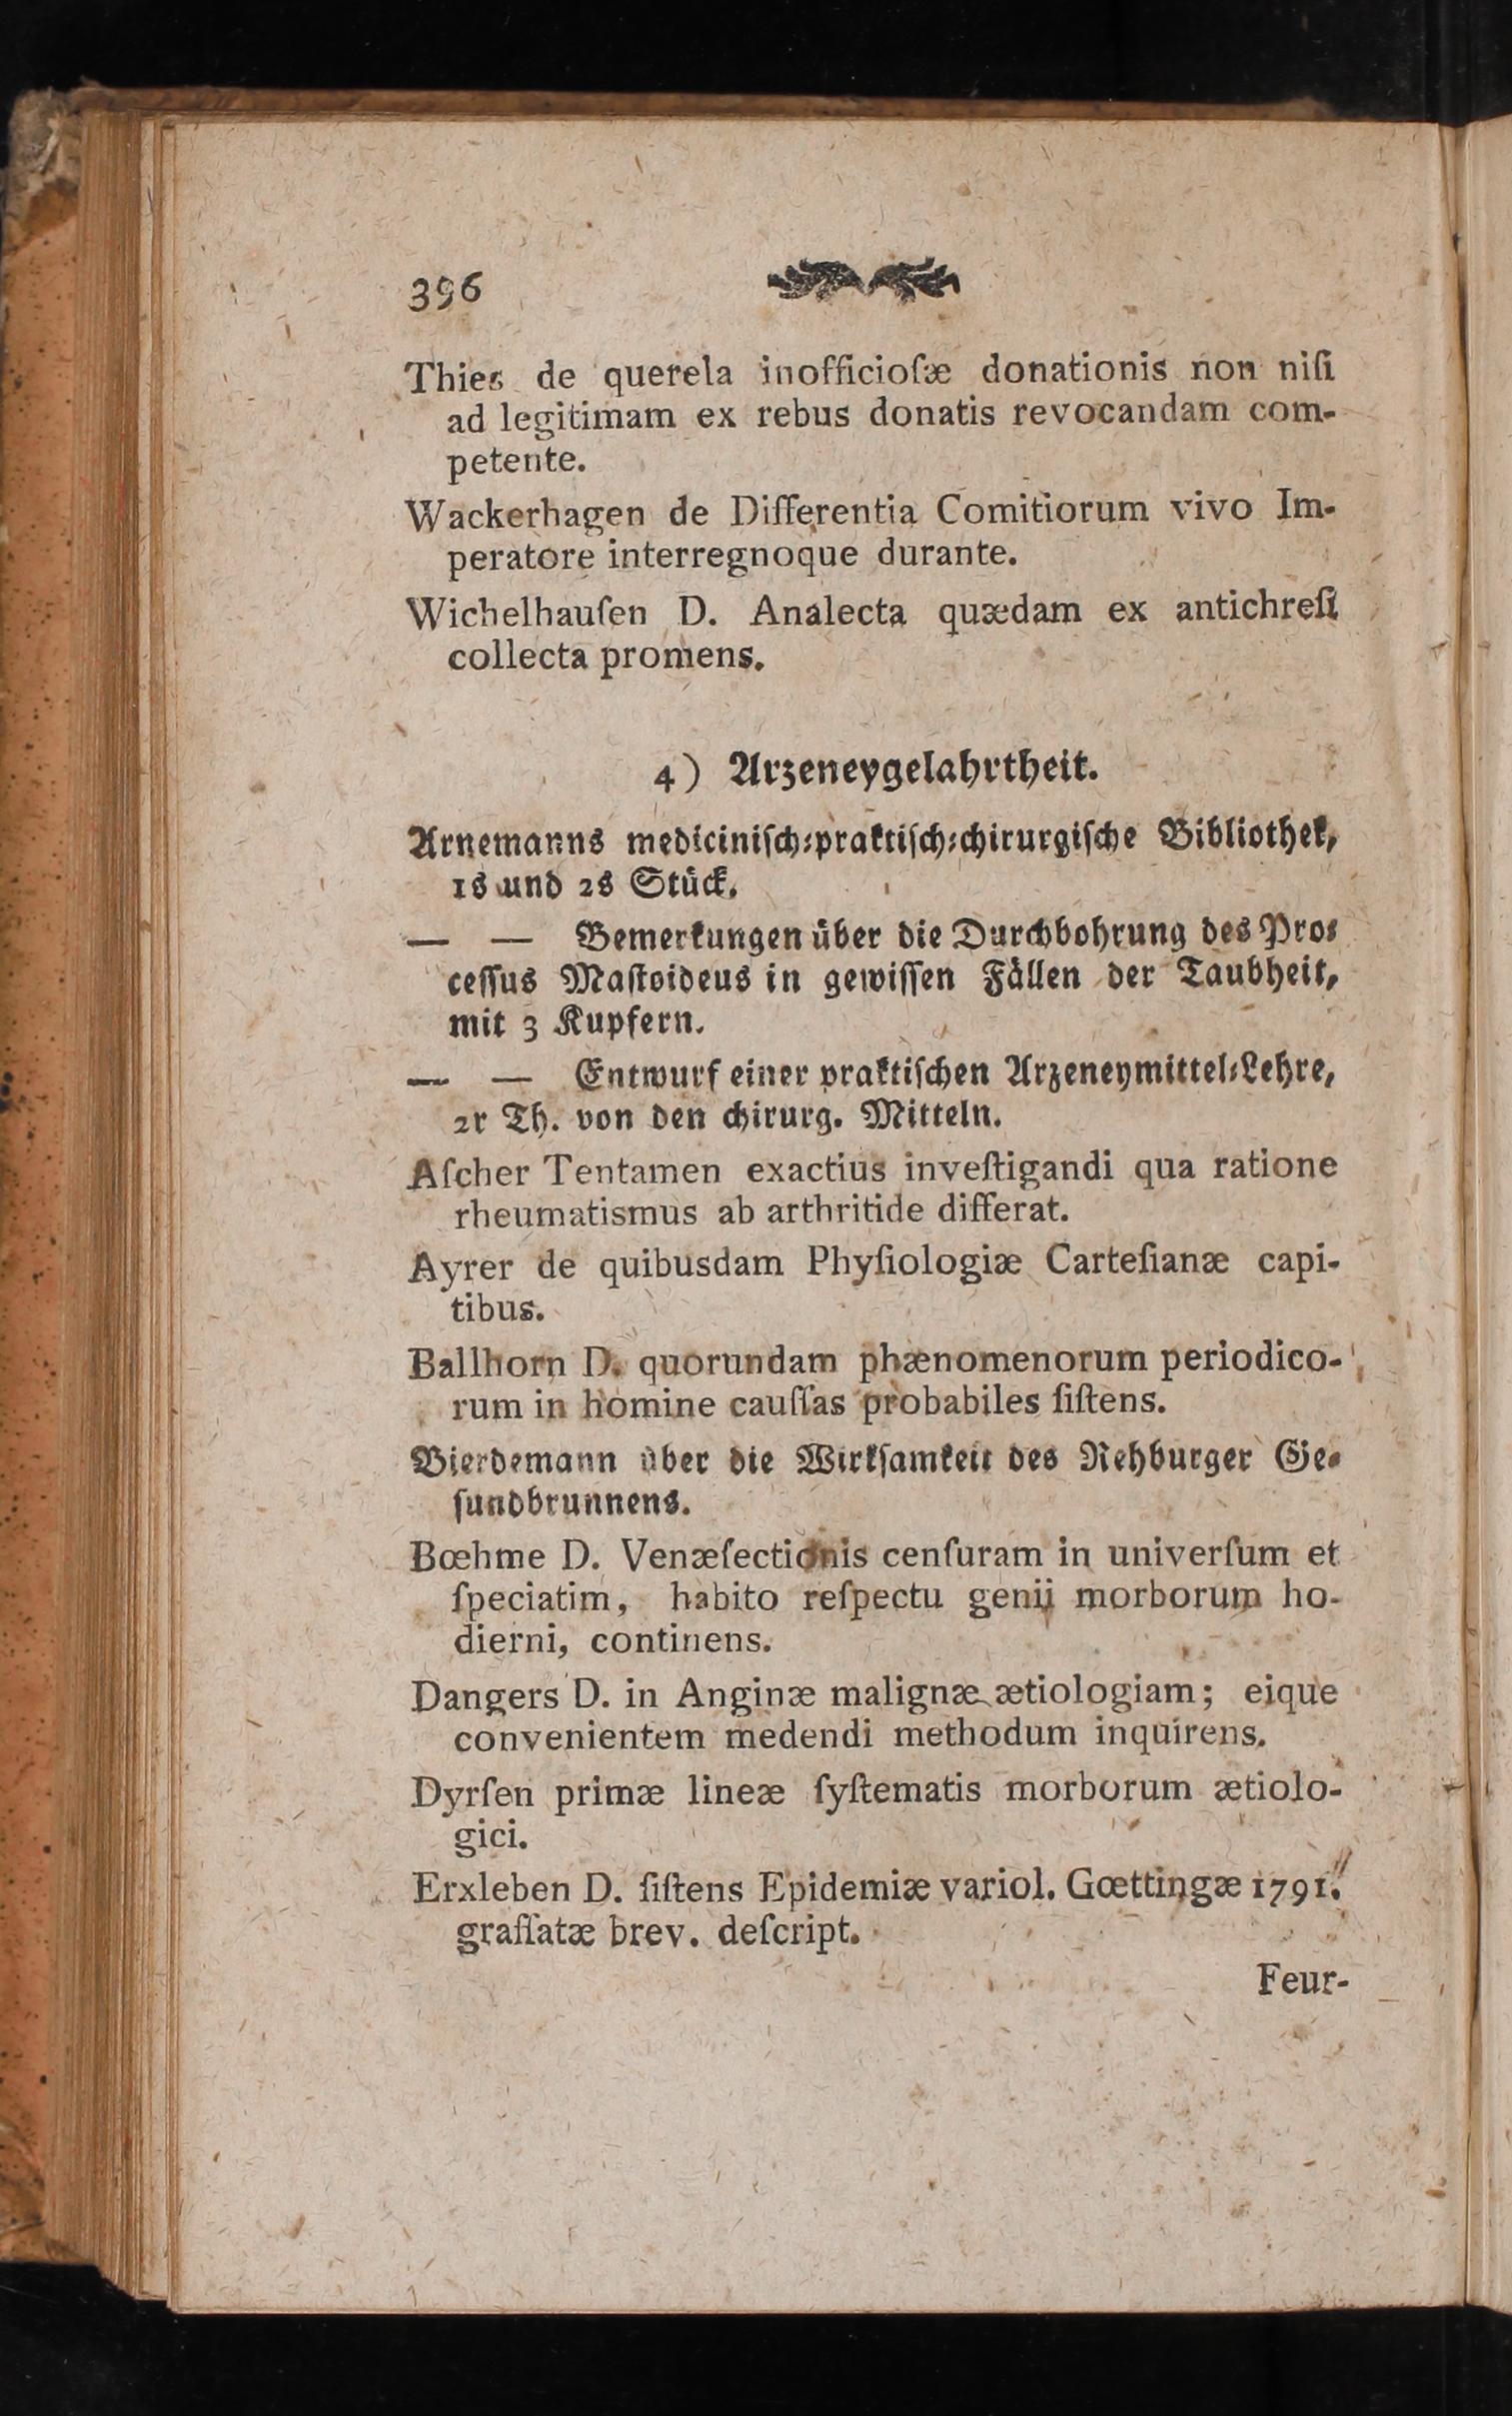 396
Thies de querela inofficioſæ donationis non niſi
ad legitimam ex rebus donatis revocandam com-
petente.
Wackerhagen de Differentia Comitiorum vivo Im-
peratore interregnoque durante.
Wichelhauſen D. Analecta quædam ex antichreſi
collecta promens.
4) Arzeneygelahrtheit.
Arnemanns mediciniſch⸗praktiſch⸗chirurgiſche Bibliothek,
1s und 2s Stück.
— — Bemerkungen über die Durchbohrung des Pro⸗
ceſſus Maſtoideus in gewiſſen Fällen der Taubheit,
mit 3 Kupfern.
— — Entwurf einer praktiſchen Arzeneymittel⸗Lehre,
2r Th. von den chirurg. Mitteln.
Aſcher Tentamen exactius inveſtigandi qua ratione
rheumatismus ab arthritide differat.
Ayrer de quibusdam Phyſiologiæ Carteſianæ capi-
tibus.
Ballhorn D. quorundam phænomenorum periodico-
rum in homine cauſſas probabiles ſiſtens.
Bierdemann über die Wirkſamkeit des Rehburger Ge⸗
ſundbrunnens.
Bœhme D. Venæſectionis cenſuram in univerſum et
ſpeciatim, habito reſpectu genii morborum ho-
dierni, continens.
Dangers D. in Anginæ malignæ ætiologiam; eique
convenientem medendi methodum inquirens.
Dyrſen primæ lineæ ſyſtematis morborum ætiolo-
gici.
Erxleben D. ſiſtens Epidemiæ variol. Gœttingæ 1791.
graſſatæ brev. deſcript.
Feur-